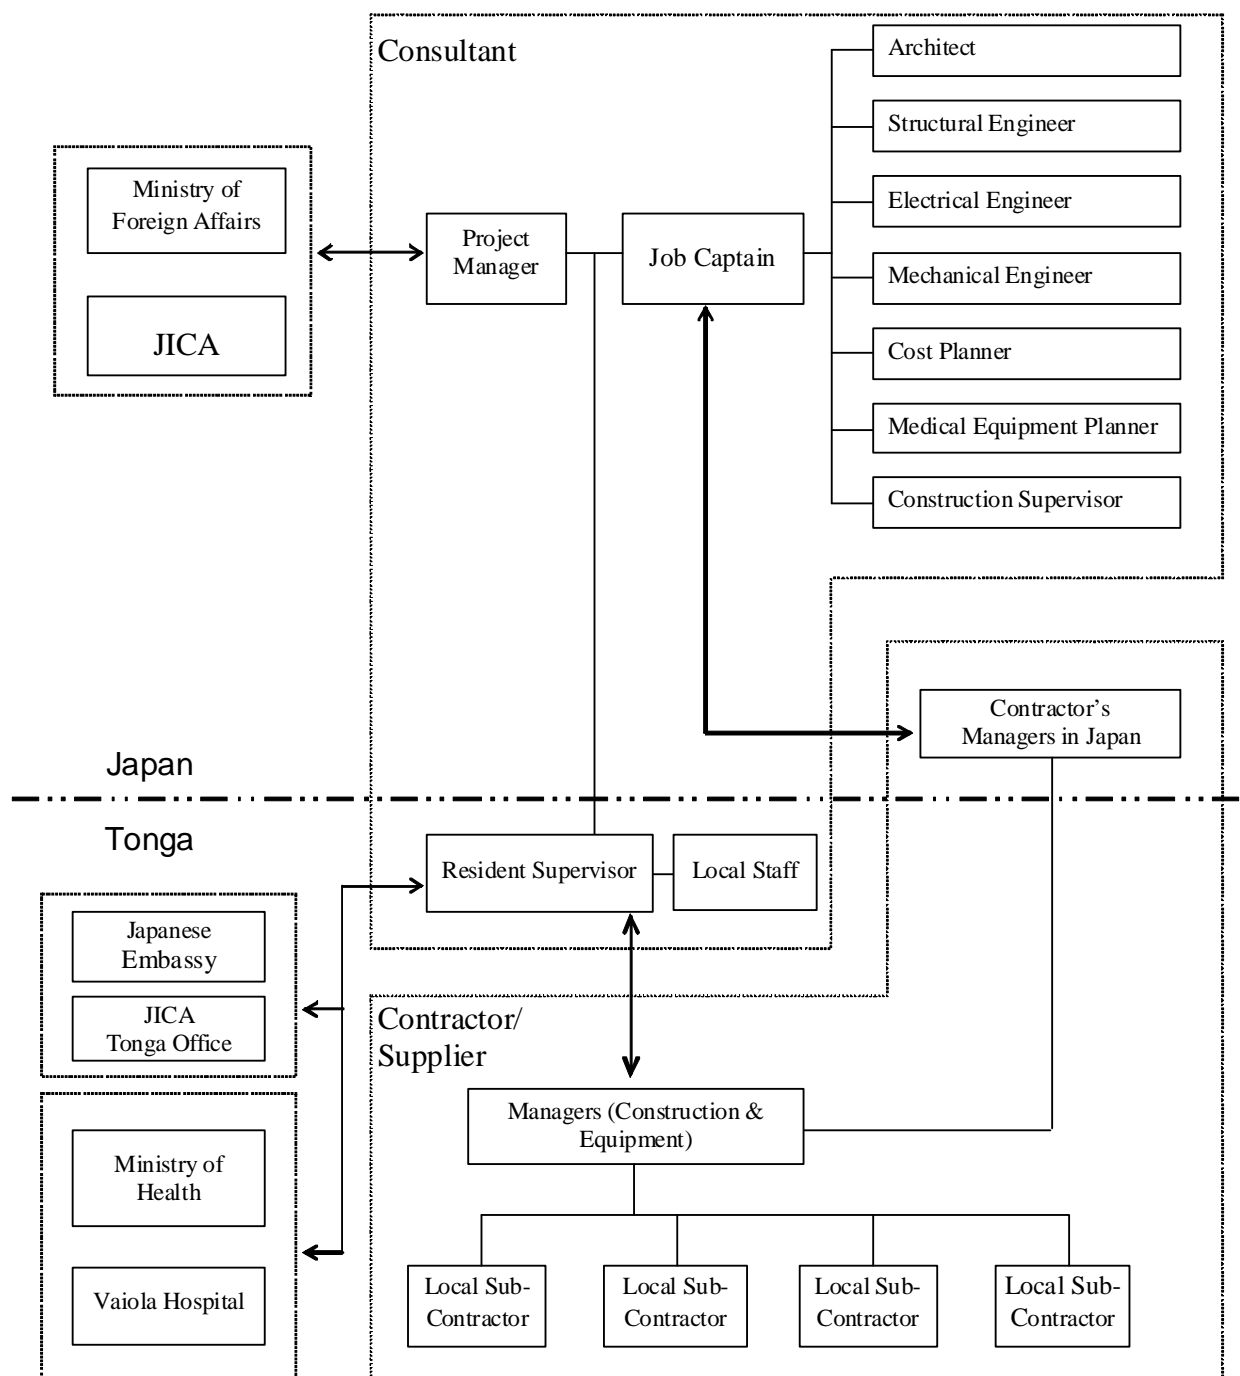 Consultant
Architect
Structural Engineer
Electrical Engineer
Mechanical Engineer
Cost Planner
Medical Equipment Planner
Construction Supervisor
Ministry of
Foreign Affairs
JICA
Project
Manager
Job Captain
Contractor’s
Managers in Japan
Japan
Tonga
Resident Supervisor
Local Staff
Japanese
Embassy
JICA
Tonga Office
Ministry of
Health
Vaiola Hospital
Contractor/
Supplier
Managers (Construction &
Equipment)
Local Sub-
Contractor
Local Sub-
Contractor
Local Sub-
Contractor
Local Sub-
Contractor